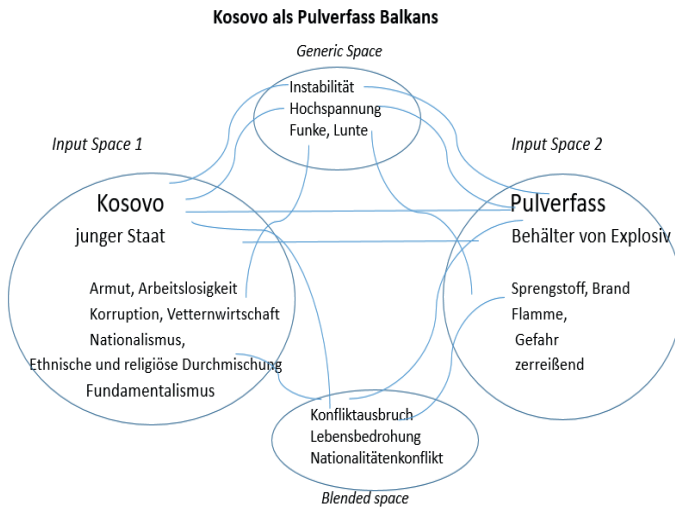 Kosovo als Pulverfass Balkans
Generic Space
Instabilität
Hochspannung
Funke, Lunte
Input Space 1
Kosovo
junger Staat
Armut, Arbeitslosigkeit
Korruption, Vetternwirtschaft
Nationalismus,
Ethnische und religiöse Durchmischung
Fundamentalismus
Input Space 2
Pulverfass
Behälter von Explosiv
Sprengstoff, Brand
Flamme,
Gefahr
zerreißend
Konfliktausbruch
Lebensbedrohung
Nationalitätenkonflikt
Blended space